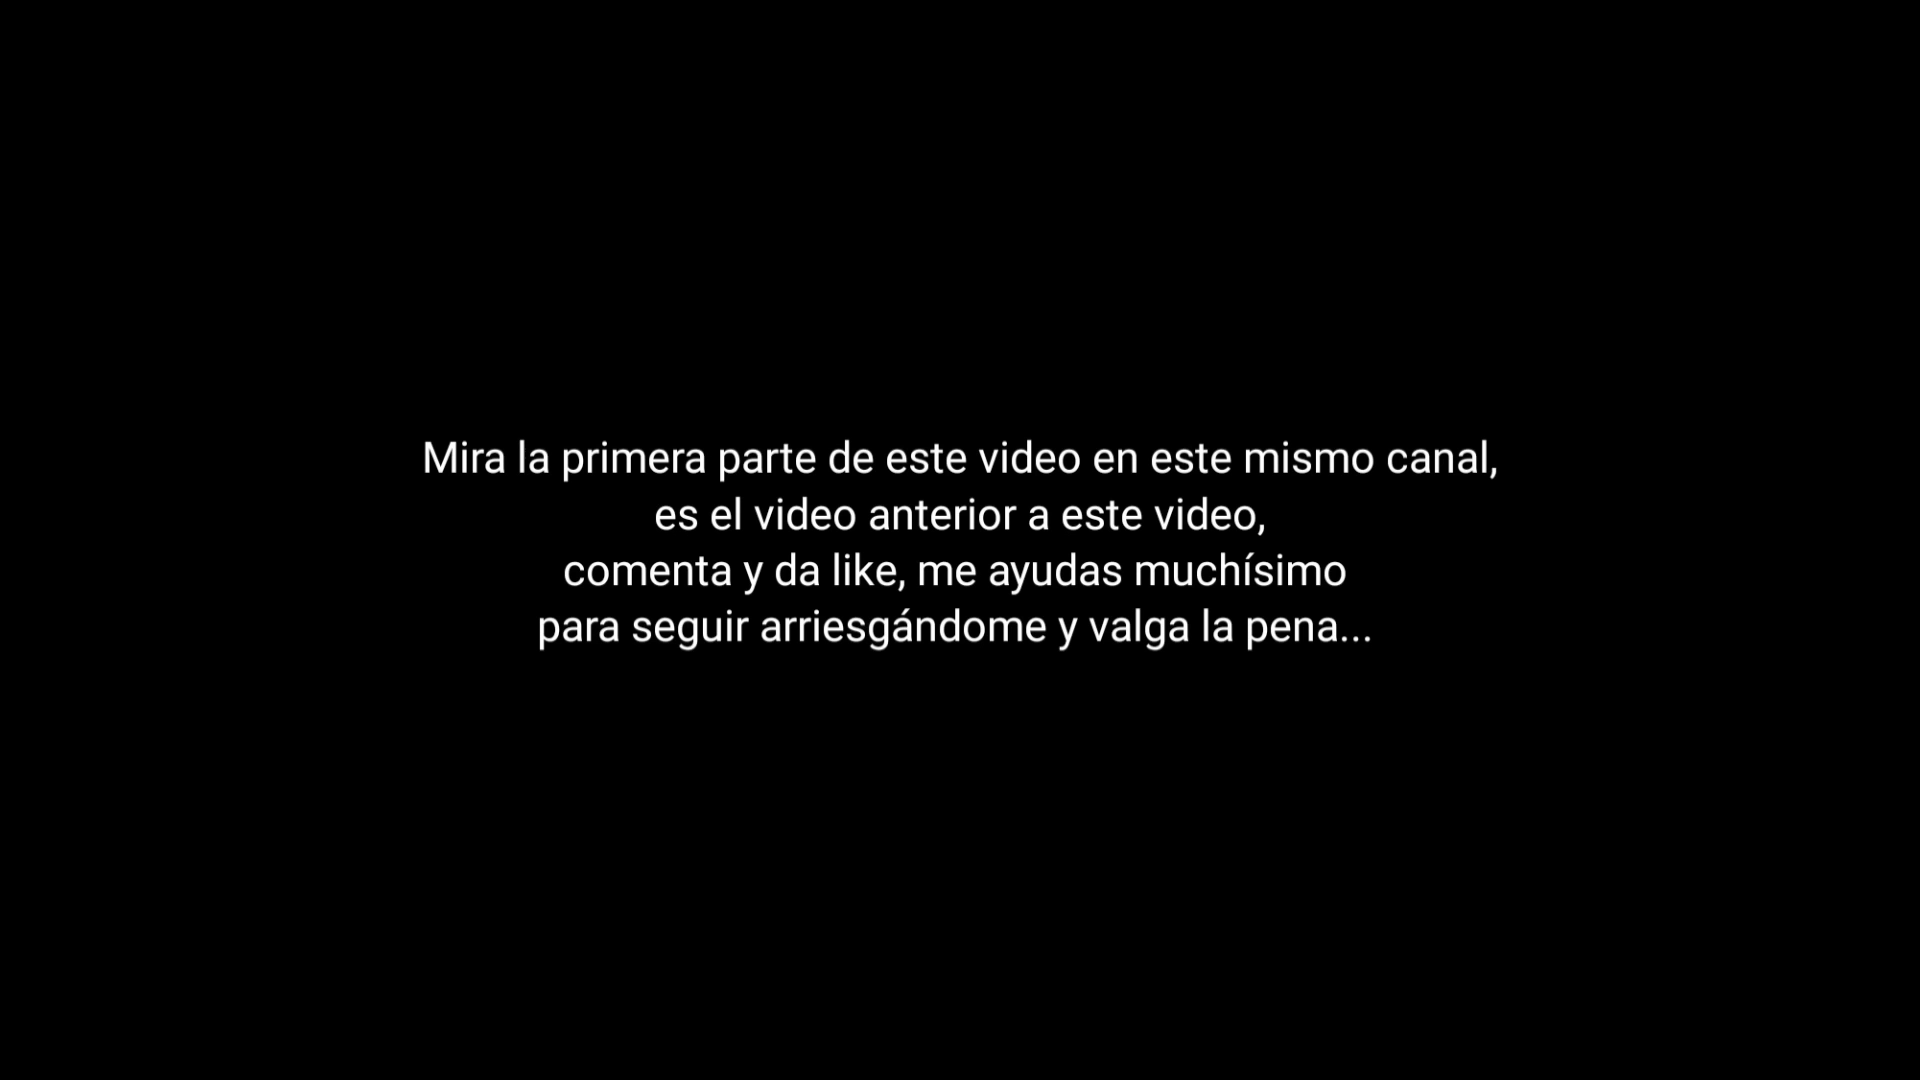 Mira la primera parte de este video en este mismo canal,
es el video anterior a este video,
comenta y da like, me ayudas muchísimo
para seguir arriesgándome y valga la pena...